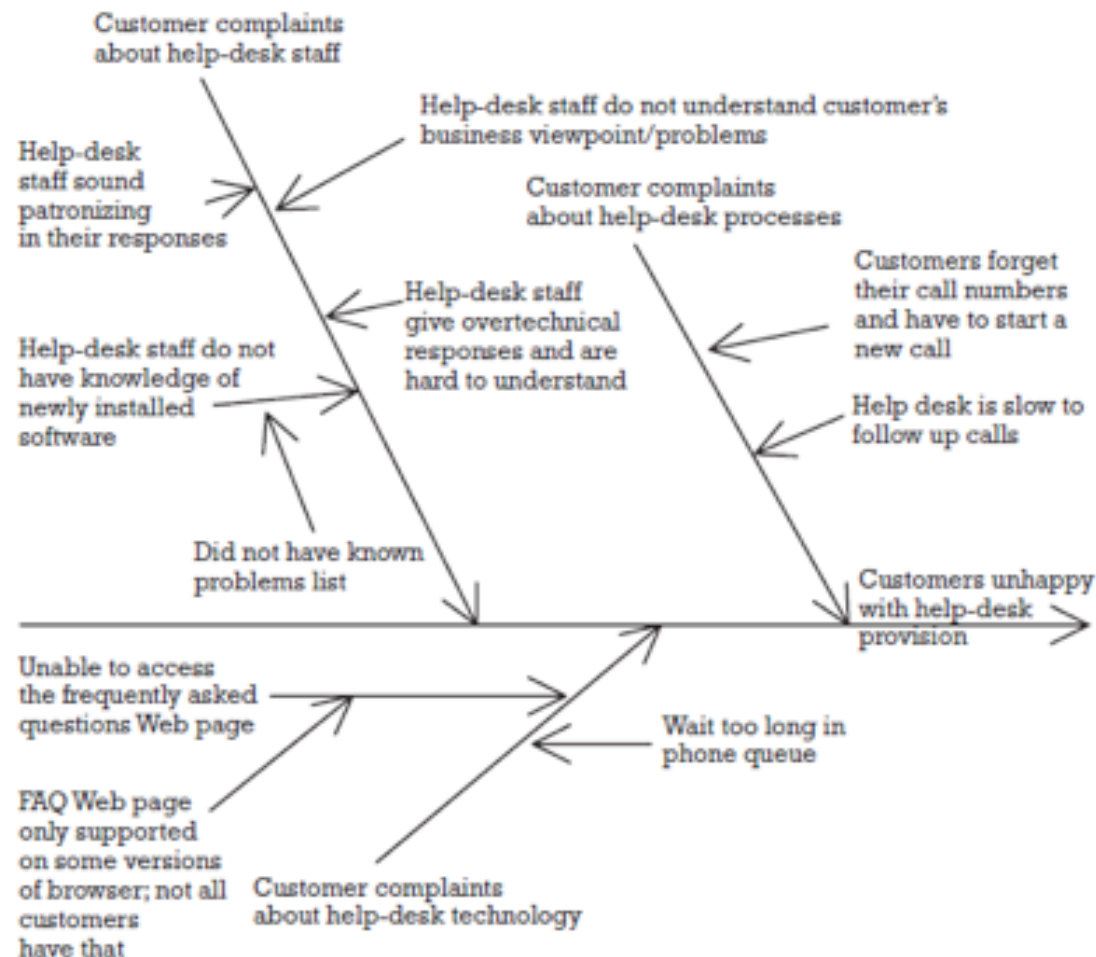 Customer complaints
about help-desk staff
Help-desk staff do not understand customer's
business viewpoint/problems
Help-desk
staff sound
patronizing
in their responses
Customer complaints
about help-desk processes
Customers forget
their call numbers
and have to start a
new call
Help-desk staff
give overtechnical
responses and are
hard to understand
Help-desk staff do not
have knowledge of
newly installed
software
Help desk is slow to
follow up calls
Did not have known
problems list
Customers unhappy
with help-desk
provision
Unable to access
the frequently asked
questions Web page
Wait too long in
phone queue
FAQ Web page
only supported
on some versions
of browser; not all
customers
have that
Customer complaints
about help-desk technology